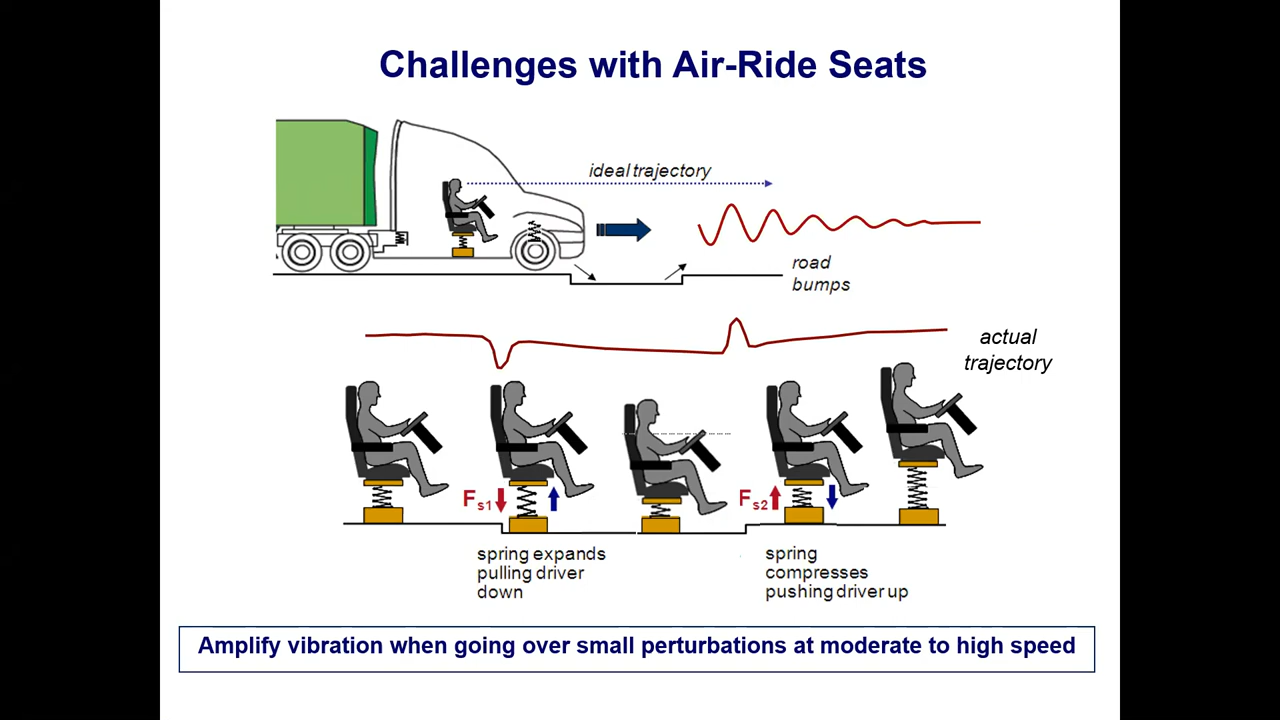 Challenges with Air-Ride Seats
ideal trajectory
road
bumps
actual
trajectory
Fs1
Fs2
spring expands
pulling driver
down
spring
compresses
pushing driver up
Amplify vibration when going over small perturbations at moderate to high speed